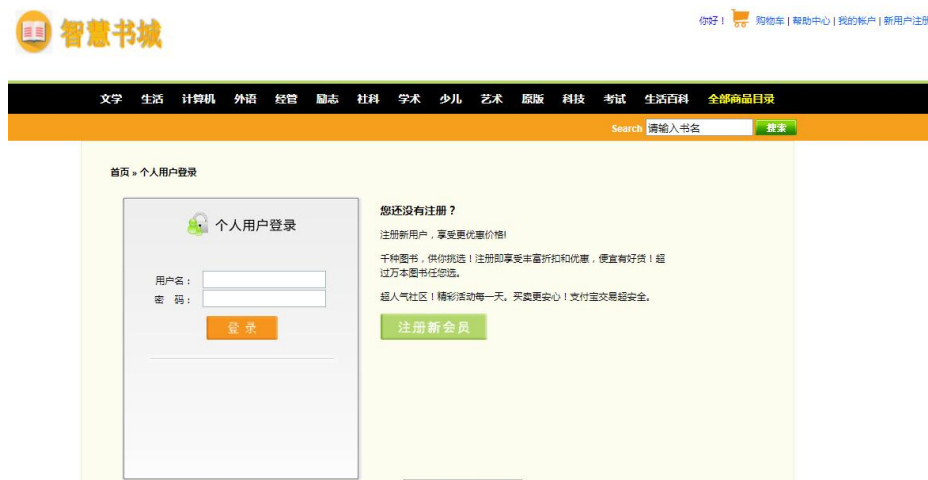 智慧书城
你好！ 购物车 | 帮助中心 | 我的帐户 | 新用户注册
文学 生活 计算机 外语 经管 励志 社科 学术 少儿 艺术 原版 科技 考试 生活百科 全部商品目录
Search 请输入书名 搜索
首页 » 个人用户登录
个人用户登录
用户名：
密 码：
登录
您还没有注册？
注册新用户，享受更优惠价格!
千种图书，供你挑选！注册即享受丰富折扣和优惠，便宜有好货！超
过万本图书任您选。
超人气社区！精彩活动每一天。买卖更安心！支付宝交易超安全。
注册新会员